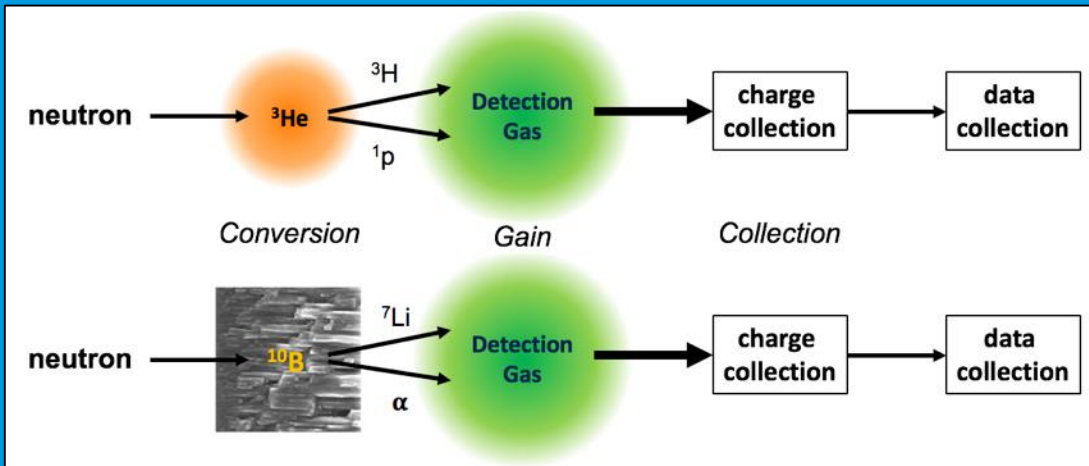 neutron
³He
³H
¹p
Detection
Gas
charge
collection
data
collection
Conversion
Gain
Collection
neutron
¹⁰B
⁷Li
α
Detection
Gas
charge
collection
data
collection